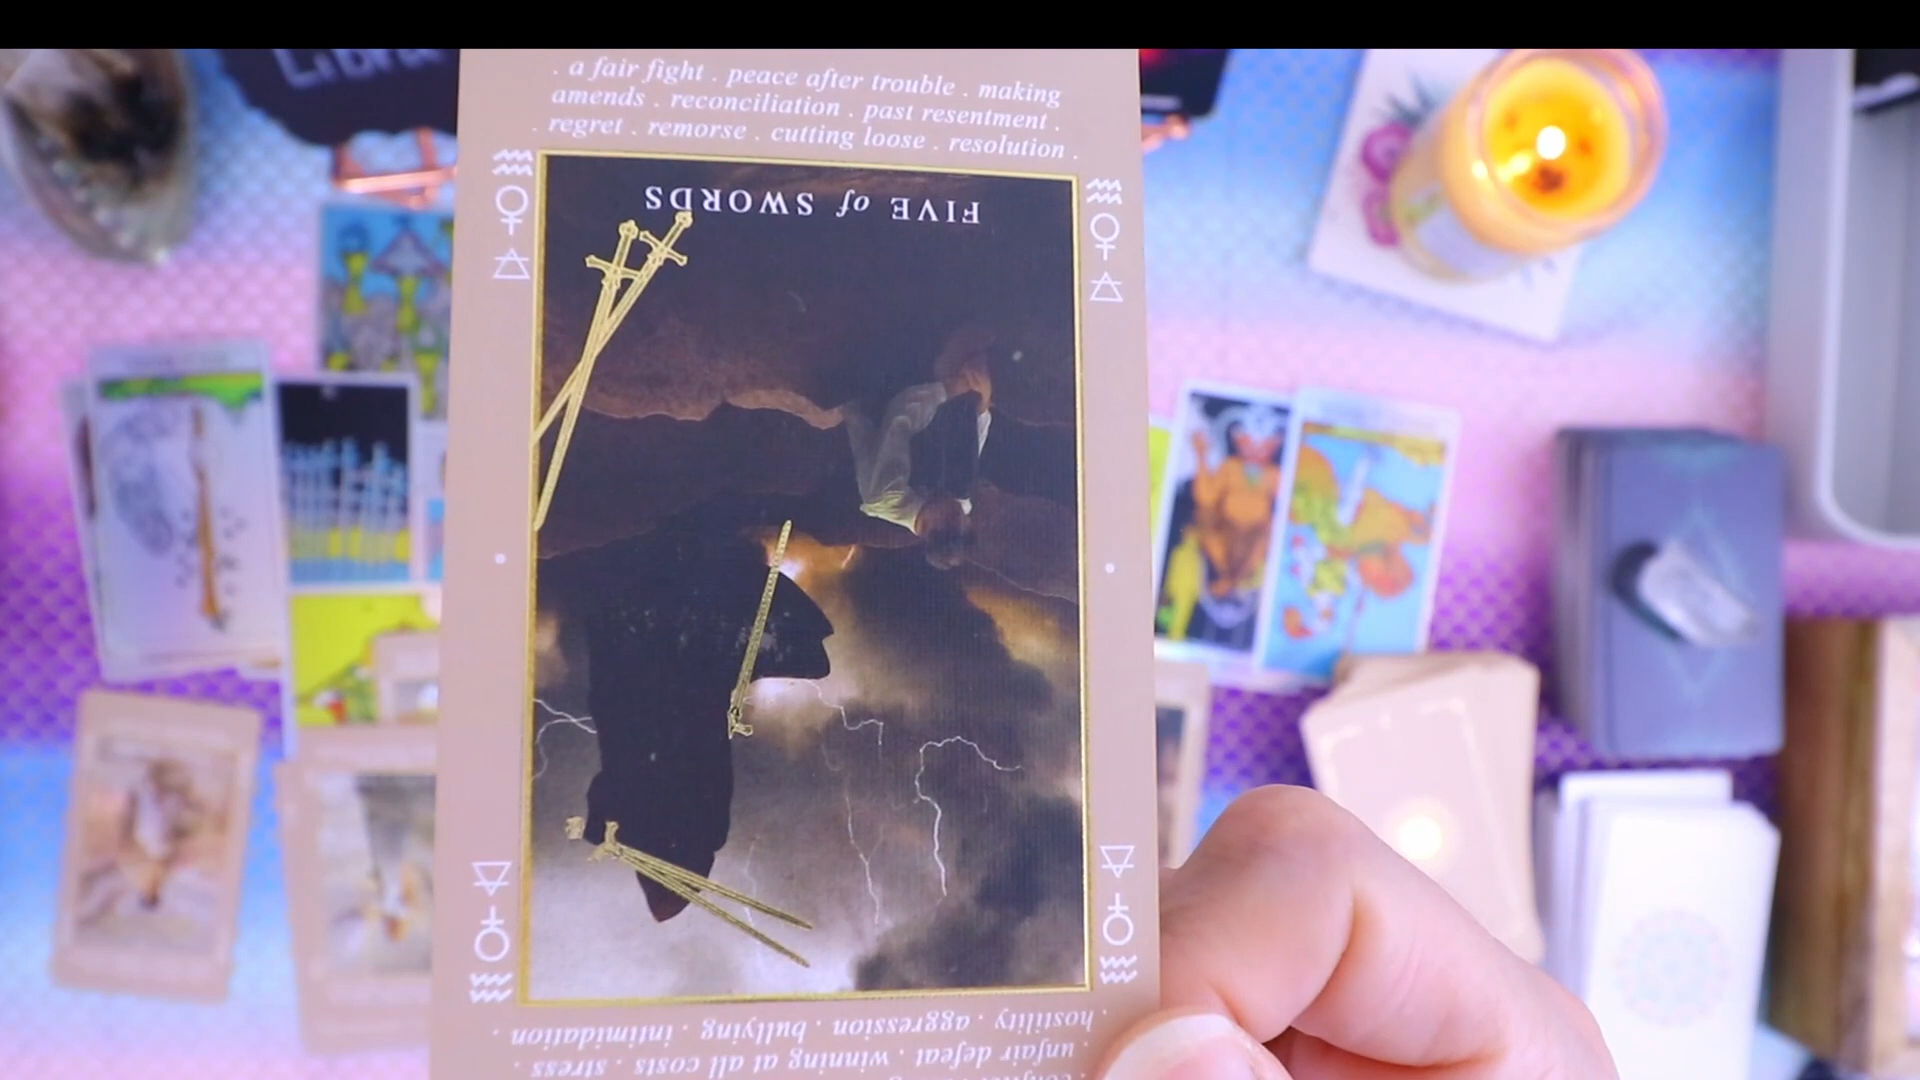 Libra
. a fair fight . peace after trouble . making
amends . reconciliation . past resentment .
. regret . remorse . cutting loose . resolution .
FIVE of SWORDS
. hostility . aggression . bullying . intimidation .
. unfair defeat . winning at all costs . stress .